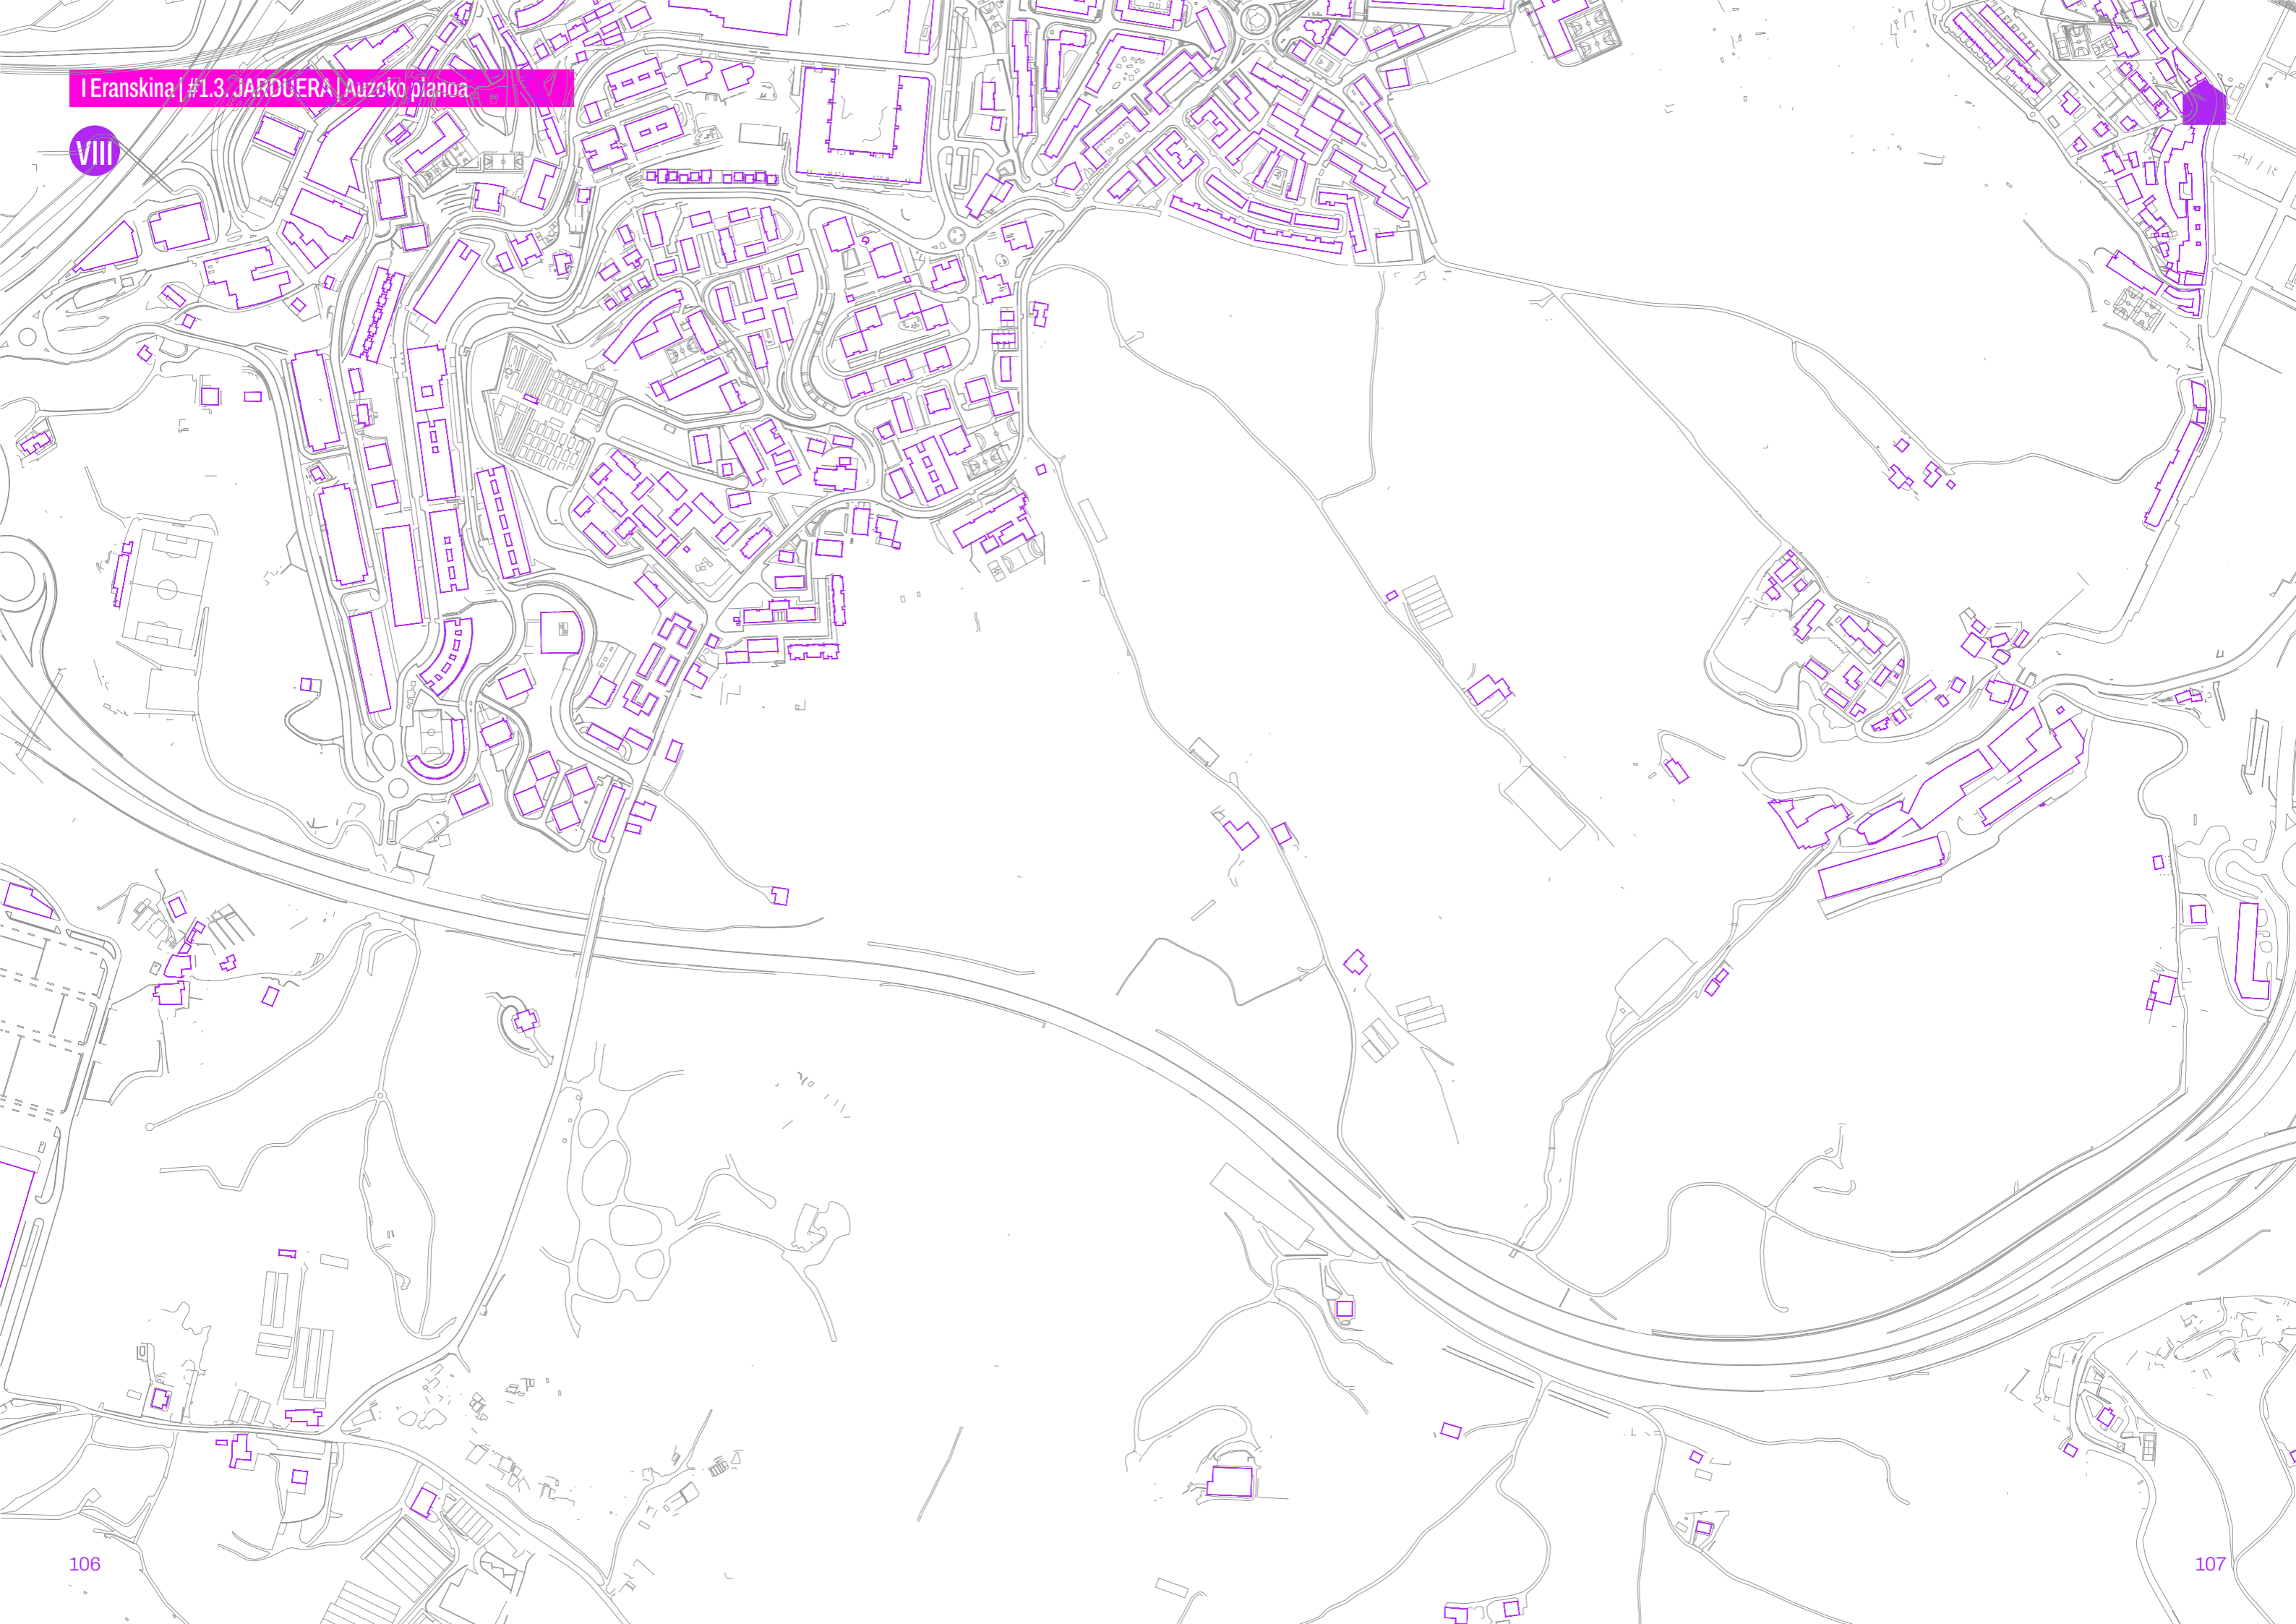 I Eranskina | #1.3. JARDUERA | Auzoko planoa
VIII
106
107